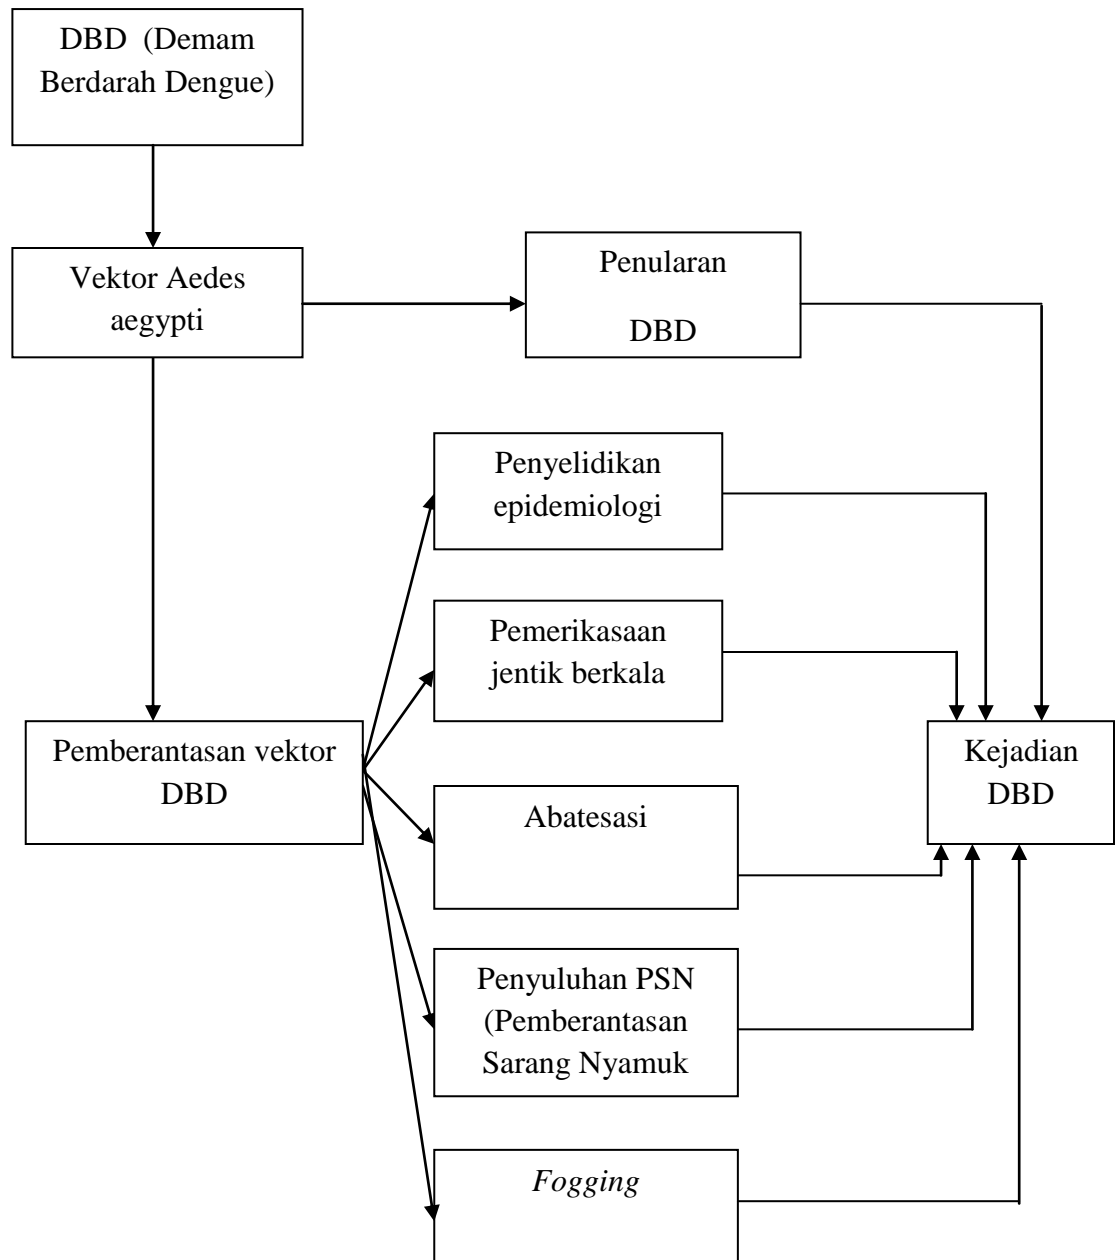 DBD  (Demam
Berdarah Dengue)
Vektor Aedes
aegypti
Penularan
DBD
Penyelidikan
epidemiologi
Pemerikasaan
jentik berkala
Pemberantasan vektor
DBD
Kejadian
DBD
Abatesasi
Penyuluhan PSN
(Pemberantasan
Sarang Nyamuk
Fogging